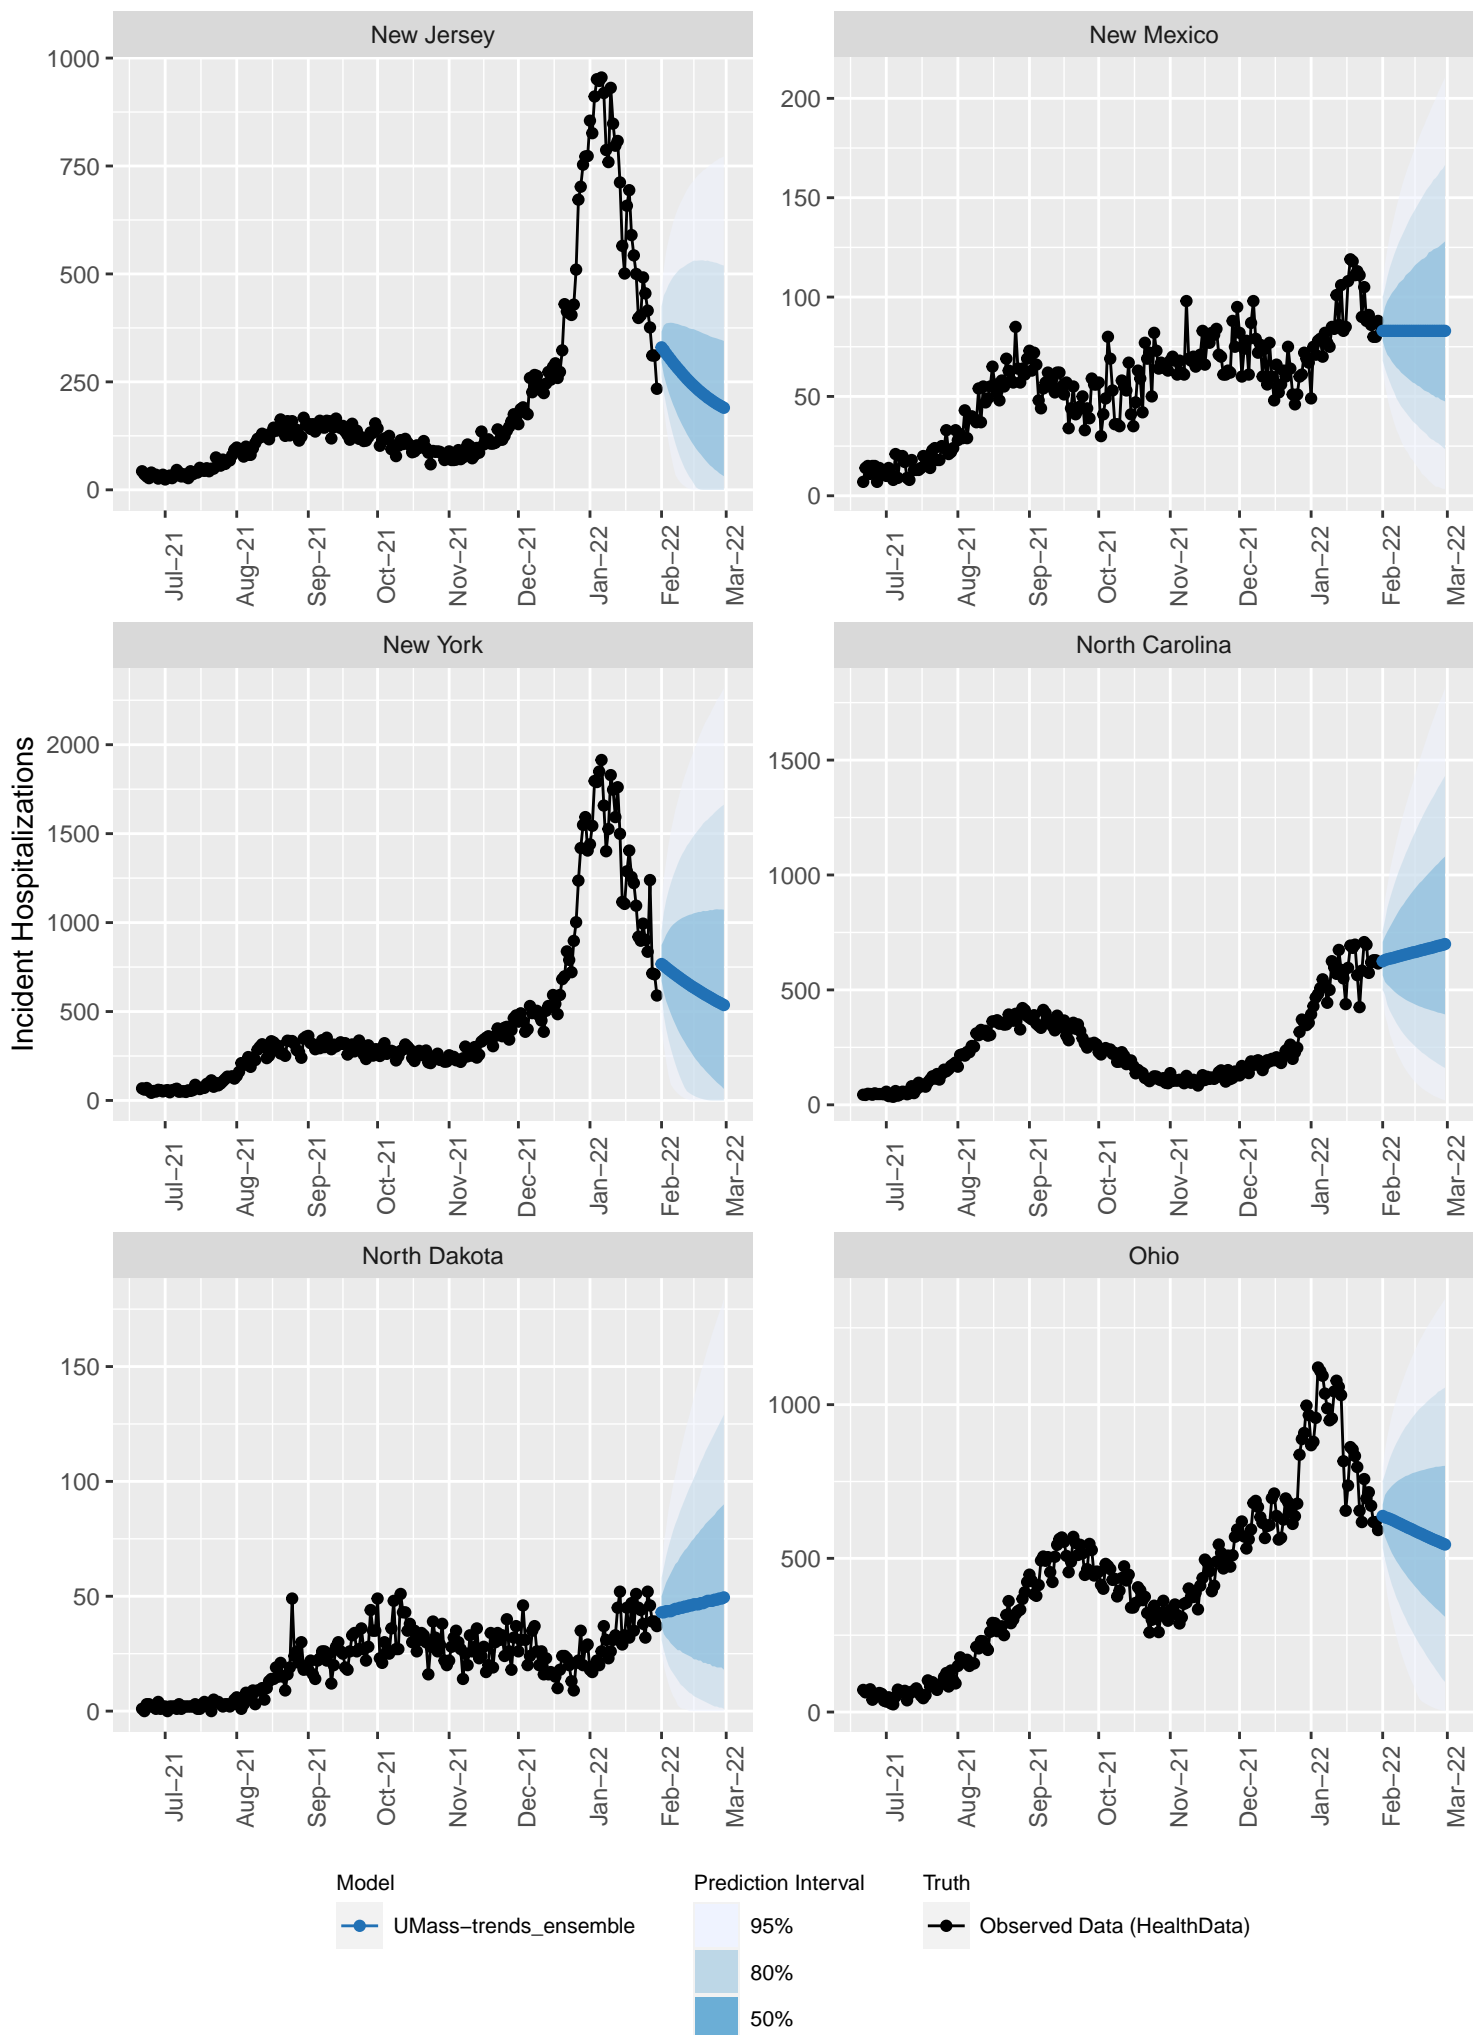 New Jersey
New Mexico
1000
750
500
250
0
200
150
100
50
0
Jul−21
Aug−21
Sep−21
Oct−21
Nov−21
Dec−21
Jan−22
Feb−22
Mar−22
Jul−21
Aug−21
Sep−21
Oct−21
Nov−21
Dec−21
Jan−22
Feb−22
Mar−22
New York
North Carolina
Incident Hospitalizations
2000
1500
1000
500
0
1500
1000
500
0
Jul−21
Aug−21
Sep−21
Oct−21
Nov−21
Dec−21
Jan−22
Feb−22
Mar−22
Jul−21
Aug−21
Sep−21
Oct−21
Nov−21
Dec−21
Jan−22
Feb−22
Mar−22
North Dakota
Ohio
150
100
50
0
1000
500
0
Jul−21
Aug−21
Sep−21
Oct−21
Nov−21
Dec−21
Jan−22
Feb−22
Mar−22
Jul−21
Aug−21
Sep−21
Oct−21
Nov−21
Dec−21
Jan−22
Feb−22
Mar−22
Model
UMass−trends_ensemble
Prediction Interval
95%
80%
50%
Truth
Observed Data (HealthData)